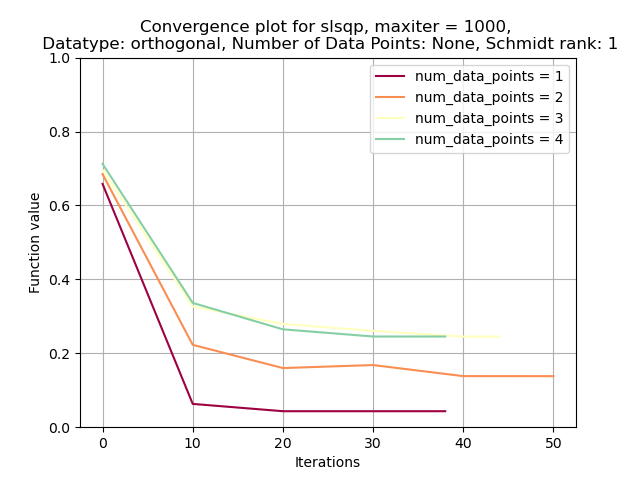 Convergence plot for slsqp, maxiter = 1000,
Datatype: orthogonal, Number of Data Points: None, Schmidt rank: 1
1.0
0.8
0.6
0.4
0.2
0.0
Function value
num_data_points = 1
num_data_points = 2
num_data_points = 3
num_data_points = 4
0 10 20 30 40 50
Iterations